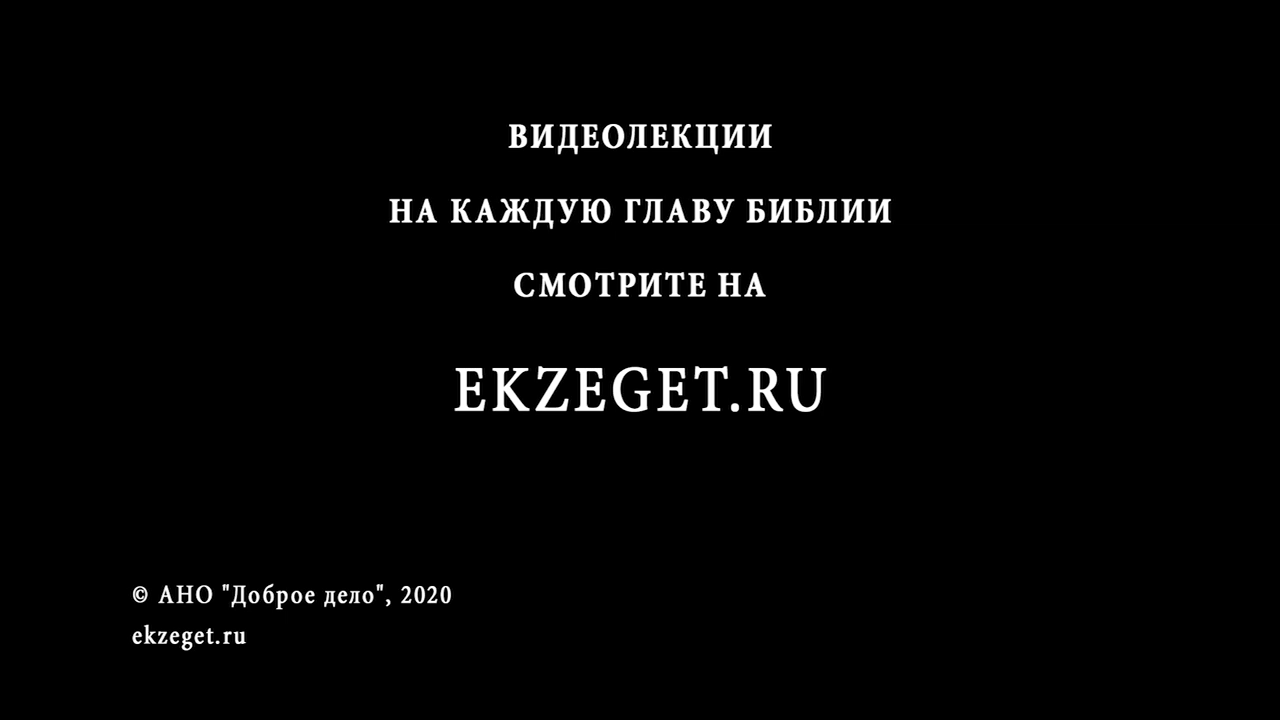 ВИДЕОЛЕКЦИИ
НА КАЖДУЮ ГЛАВУ БИБЛИИ
СМОТРИТЕ НА
EKZEGET.RU
© АНО "Доброе дело", 2020
ekzeget.ru